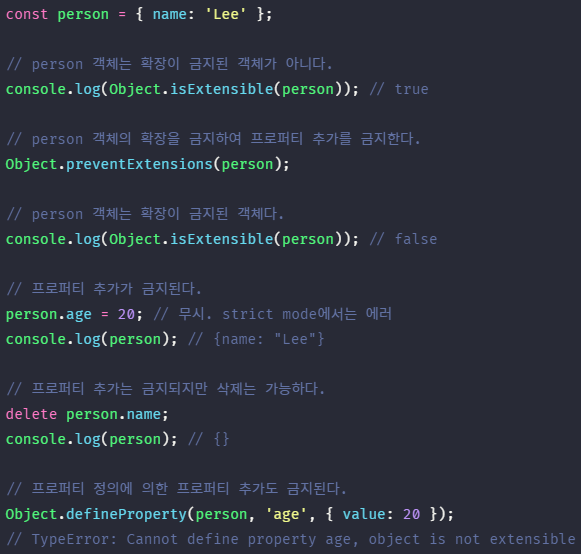 const person = { name: 'Lee' };
// person 객체는 확장이 금지된 객체가 아니다.
console.log(Object.isExtensible(person)); // true
// person 객체의 확장을 금지하여 프로퍼티 추가를 금지한다.
Object.preventExtensions(person);
// person 객체는 확장이 금지된 객체다.
console.log(Object.isExtensible(person)); // false
// 프로퍼티 추가가 금지된다.
person.age = 20; // 무시. strict mode에서는 에러
console.log(person); // {name: "Lee"}
// 프로퍼티 추가는 금지되지만 삭제는 가능하다.
delete person.name;
console.log(person); // {}
// 프로퍼티 정의에 의한 프로퍼티 추가도 금지된다.
Object.defineProperty(person, 'age', { value: 20 });
// TypeError: Cannot define property age, object is not extensible